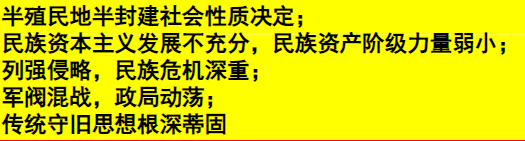 半殖民地半封建社会性质决定；
民族资本主义发展不充分，民族资产阶级力量弱小；
列强侵略，民族危机深重；
军阀混战，政局动荡；
传统守旧思想根深蒂固